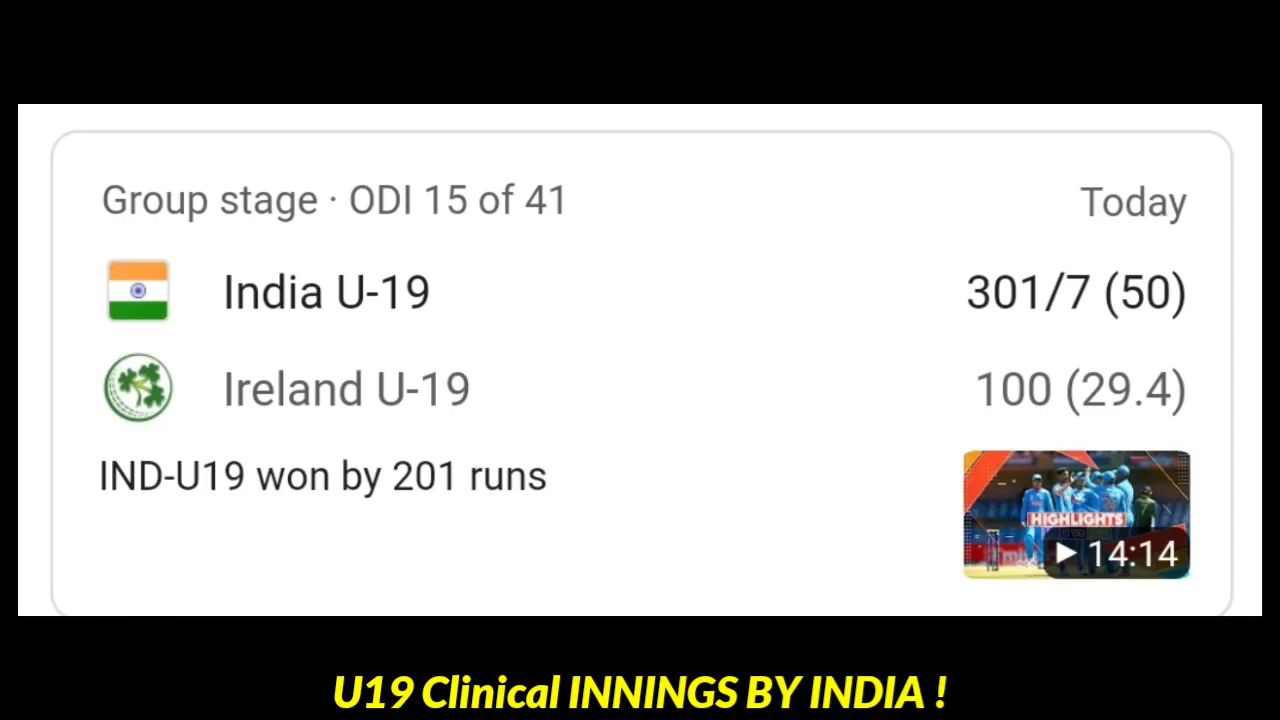 Group stage · ODI 15 of 41
Today
India U-19
301/7 (50)
Ireland U-19
100 (29.4)
IND-U19 won by 201 runs
HIGHLIGHTS
14:14
U19 Clinical INNINGS BY INDIA !